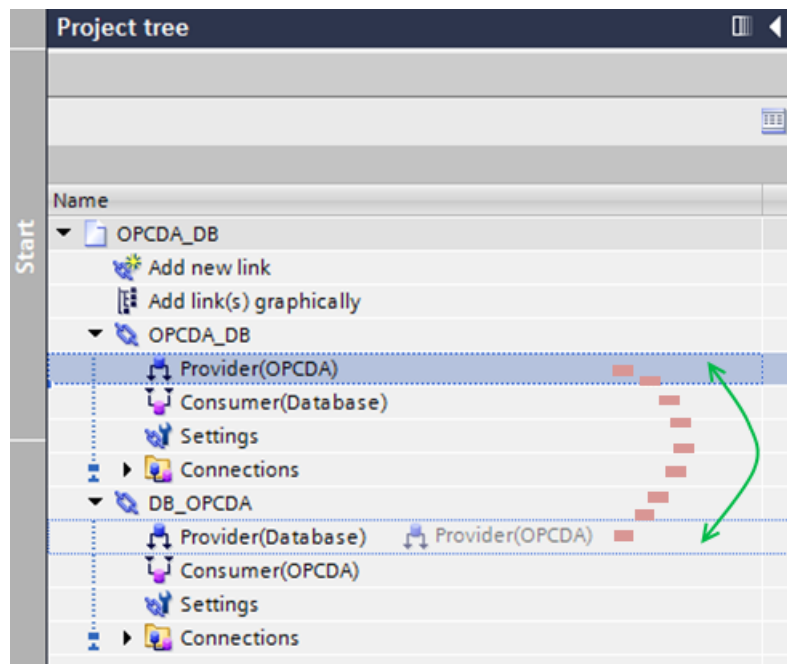 Project tree
Start
Name
OPCDA_DB
Add new link
Add link(s) graphically
OPCDA_DB
Provider(OPCDA)
Consumer(Database)
Settings
Connections
DB_OPCDA
Provider(Database) Provider(OPCDA)
Consumer(OPCDA)
Settings
Connections